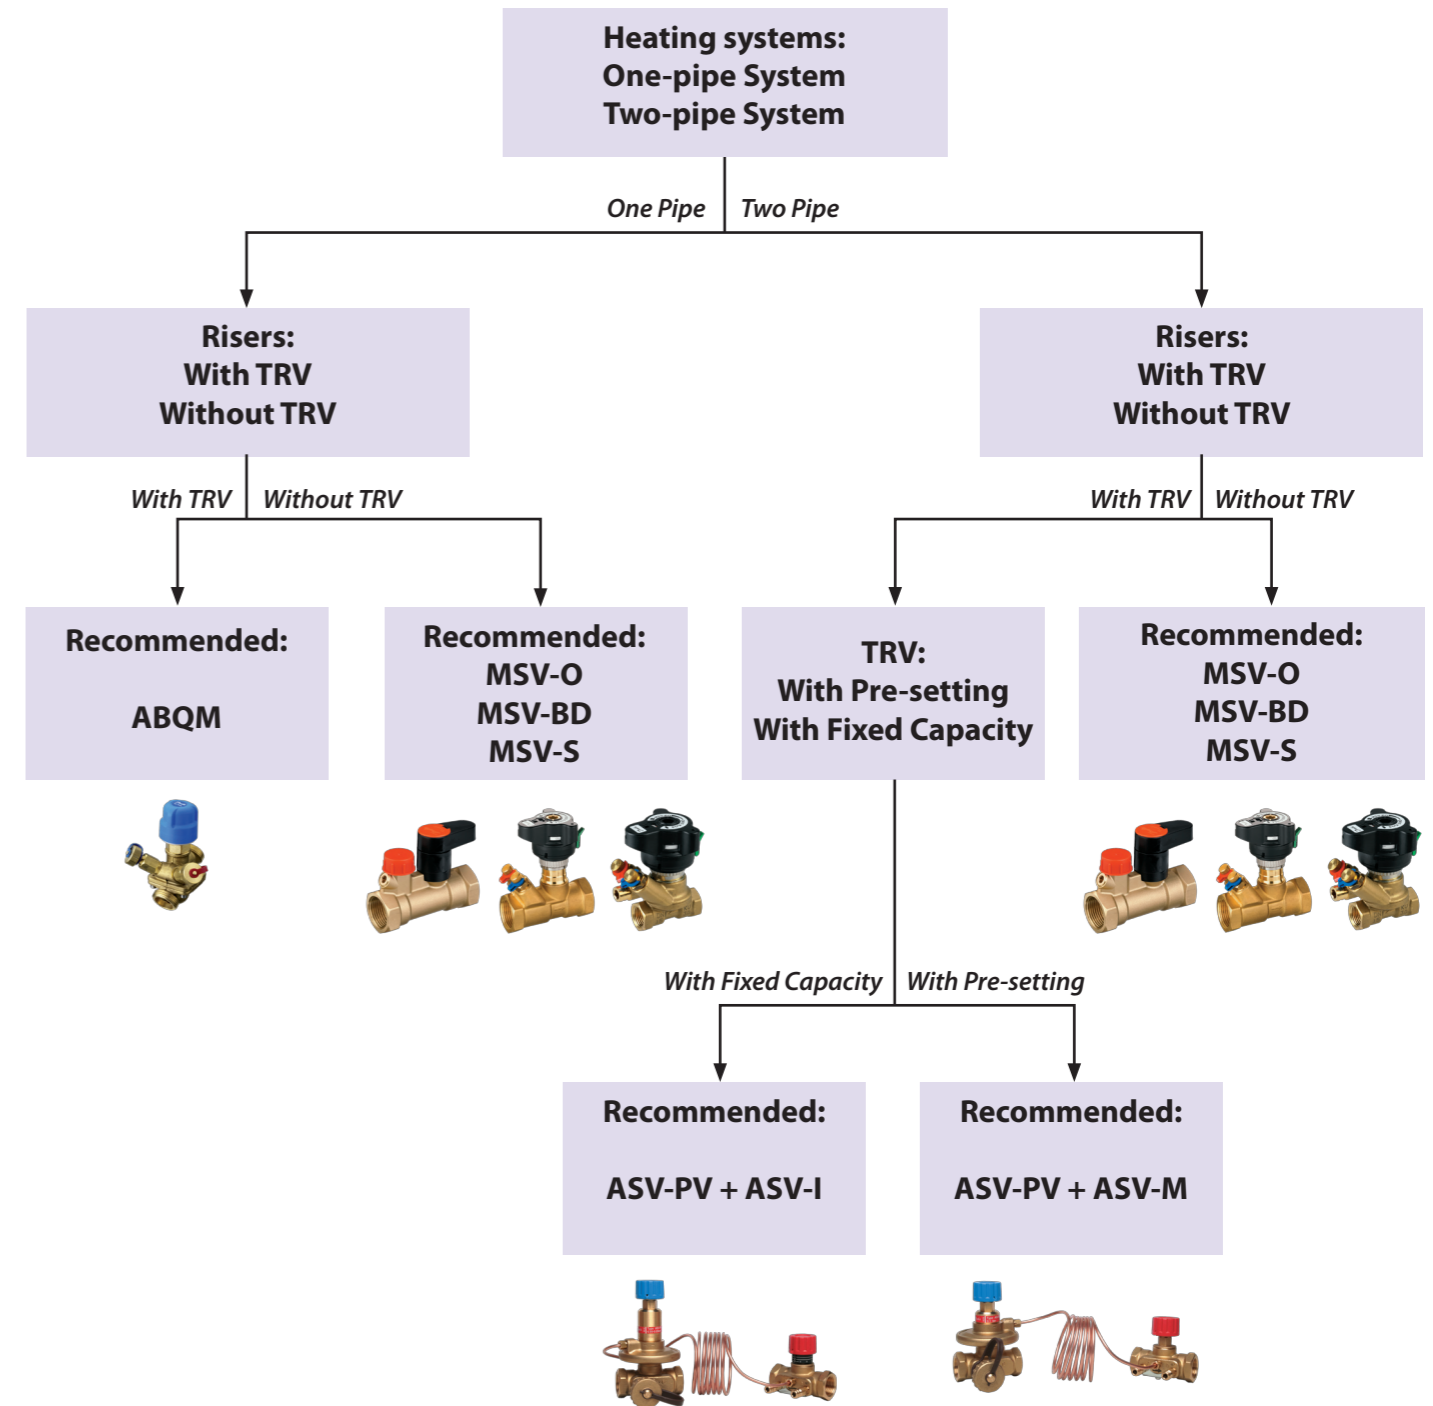 Heating systems:
One-pipe System
Two-pipe System
One Pipe
Two Pipe
Risers:
With TRV
Without TRV
Risers:
With TRV
Without TRV
With TRV
Without TRV
With TRV
Without TRV
Recommended:
ABQM
Recommended:
MSV-O
MSV-BD
MSV-S
TRV:
With Pre-setting
With Fixed Capacity
Recommended:
MSV-O
MSV-BD
MSV-S
With Fixed Capacity
With Pre-setting
Recommended:
ASV-PV + ASV-I
Recommended:
ASV-PV + ASV-M